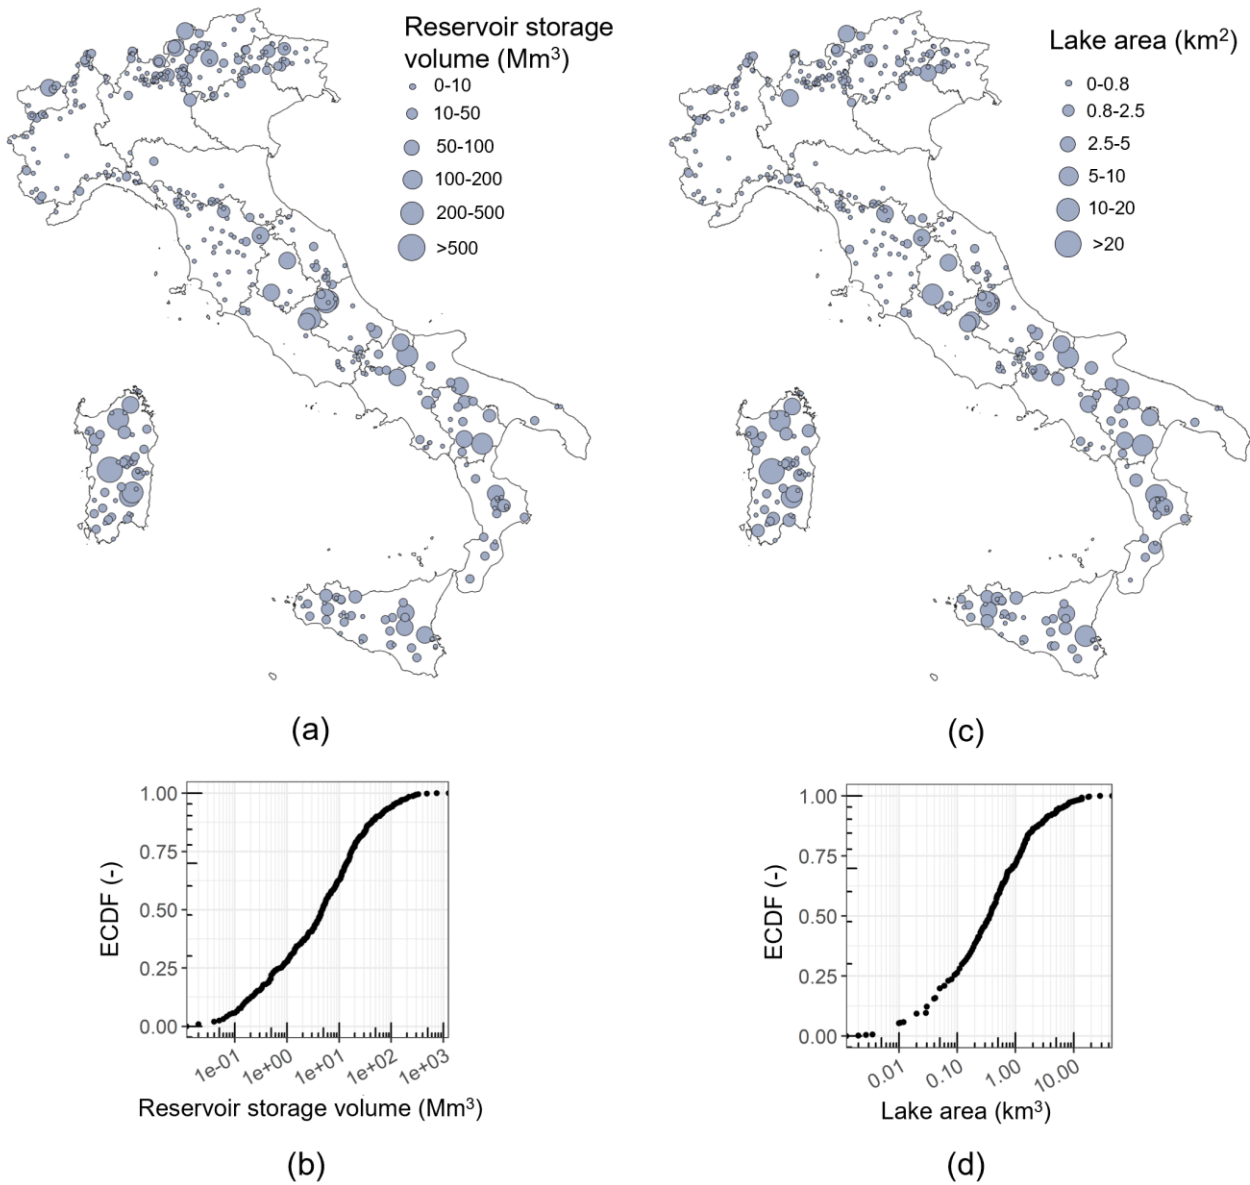 Reservoir storage
volume (Mm³)
0-10
10-50
50-100
100-200
200-500
>500
(a)
Lake area (km²)
0-0.8
0.8-2.5
2.5-5
5-10
10-20
>20
(c)
1.00
0.75
0.50
0.25
0.00
ECDF (-)
1e-01
1e+00
1e+01
1e+02
1e+03
Reservoir storage volume (Mm³)
(b)
1.00
0.75
0.50
0.25
0.00
ECDF (-)
0.01
0.10
1.00
10.00
Lake area (km³)
(d)